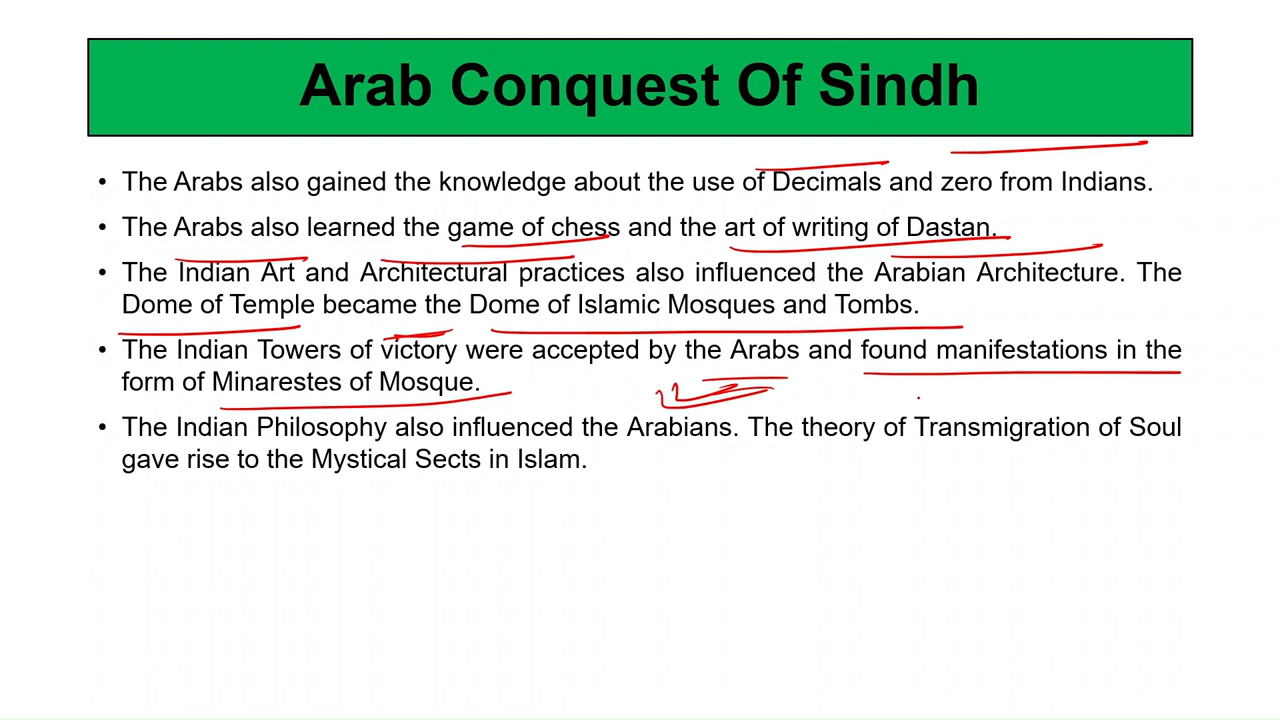 Arab Conquest Of Sindh
• The Arabs also gained the knowledge about the use of Decimals and zero from Indians.
• The Arabs also learned the game of chess and the art of writing of Dastan.
• The Indian Art and Architectural practices also influenced the Arabian Architecture. The
Dome of Temple became the Dome of Islamic Mosques and Tombs.
• The Indian Towers of victory were accepted by the Arabs and found manifestations in the
form of Minarestes of Mosque.
• The Indian Philosophy also influenced the Arabians. The theory of Transmigration of Soul
gave rise to the Mystical Sects in Islam.